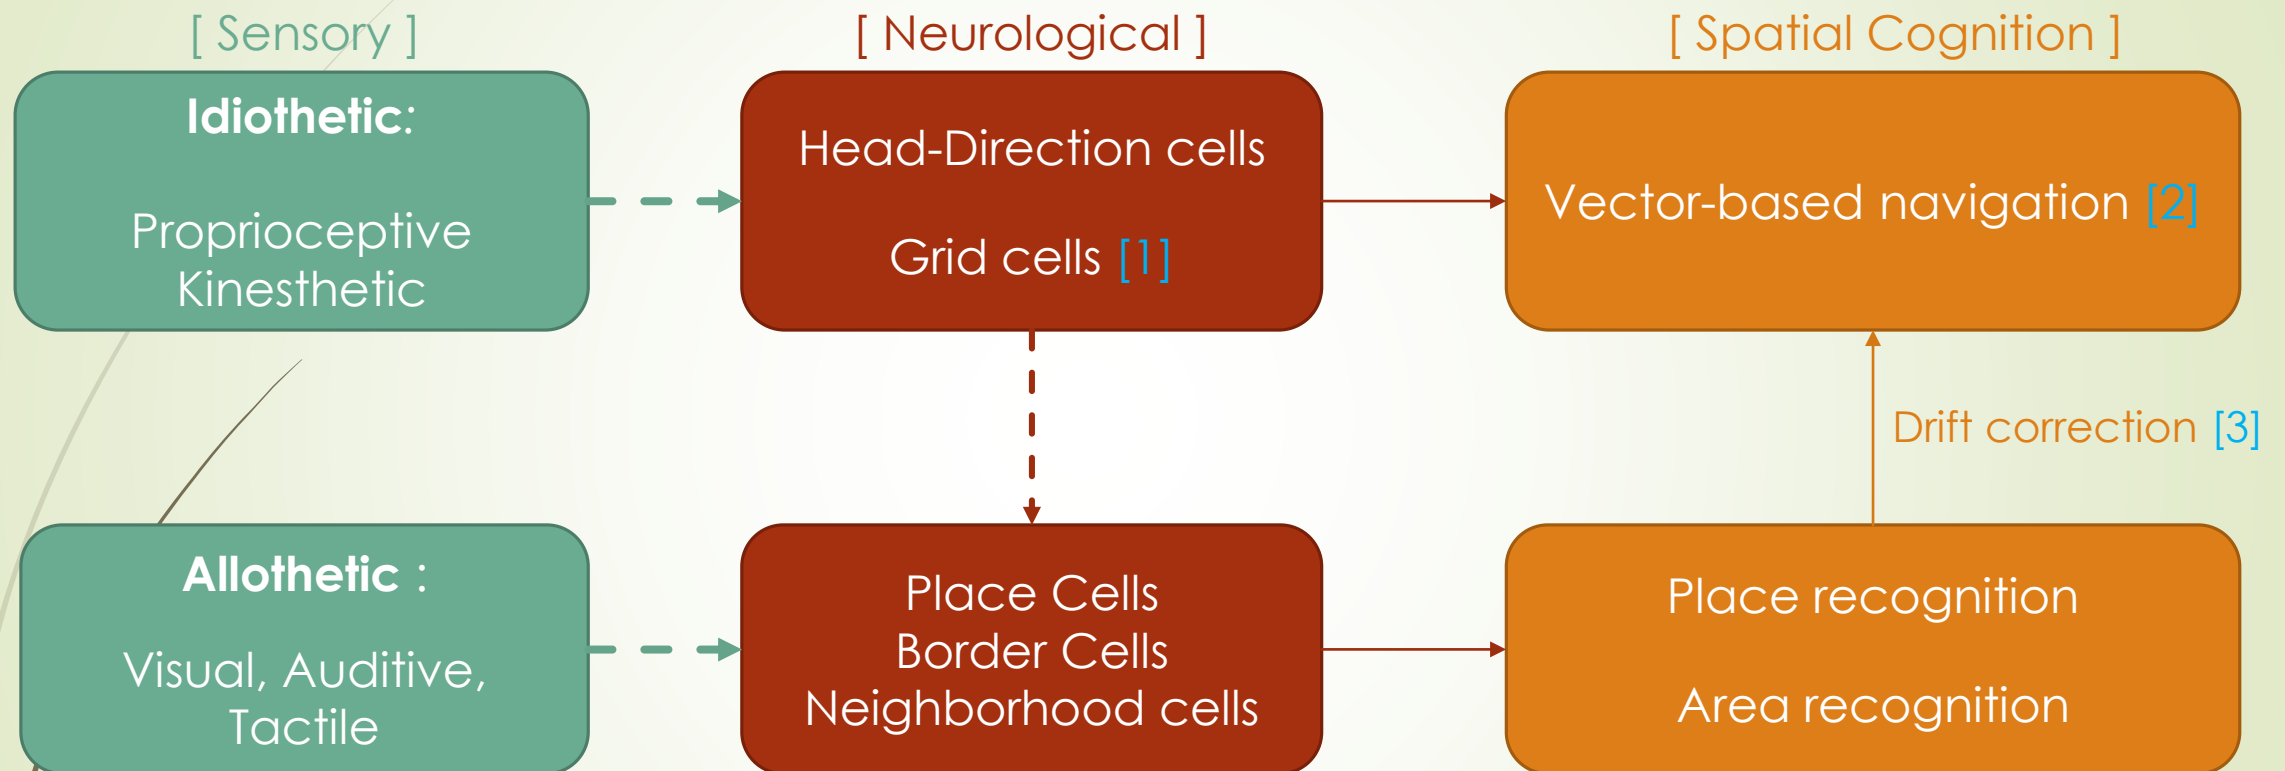 [ Sensory ]
[ Neurological ]
[ Spatial Cognition ]
Idiothetic:
Proprioceptive
Kinesthetic
Head-Direction cells
Grid cells [1]
Vector-based navigation [2]
Drift correction [3]
Allothetic :
Visual, Auditive,
Tactile
Place Cells
Border Cells
Neighborhood cells
Place recognition
Area recognition